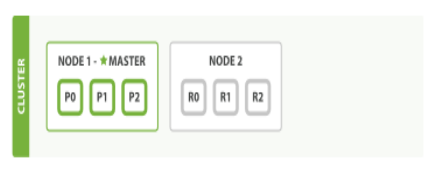 CLUSTER
NODE 1 - ★ MASTER
P0 P1 P2
NODE 2
R0 R1 R2